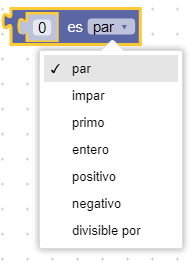 0 es par
✓ par
impar
primo
entero
positivo
negativo
divisible por